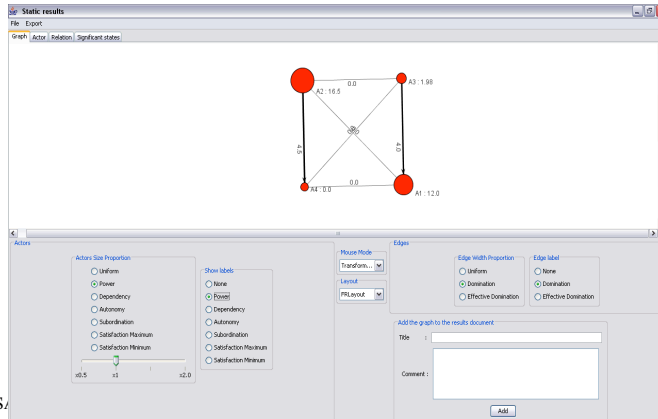 Static results
File Export
Graph Actor Relation Significant states
A2 : 16.5
0.0
A3 : 1.98
4.5
4.0
A4 : 0.0
0.0
A1 : 12.0
Actors
Actors Size Proportion
Uniform
Power
Dependency
Autonomy
Subordination
Satisfaction Maximum
Satisfaction Minimum
x0.5 x1 x2.0
Show labels
None
Power
Dependency
Autonomy
Subordination
Satisfaction Maximum
Satisfaction Minimum
Mouse Mode
Transform...
Layout
FRLayout
Edges
Edge Width Proportion
Uniform
Domination
Effective Domination
Edge label
None
Domination
Effective Domination
Add the graph to the results document
Title :
Comment :
Add